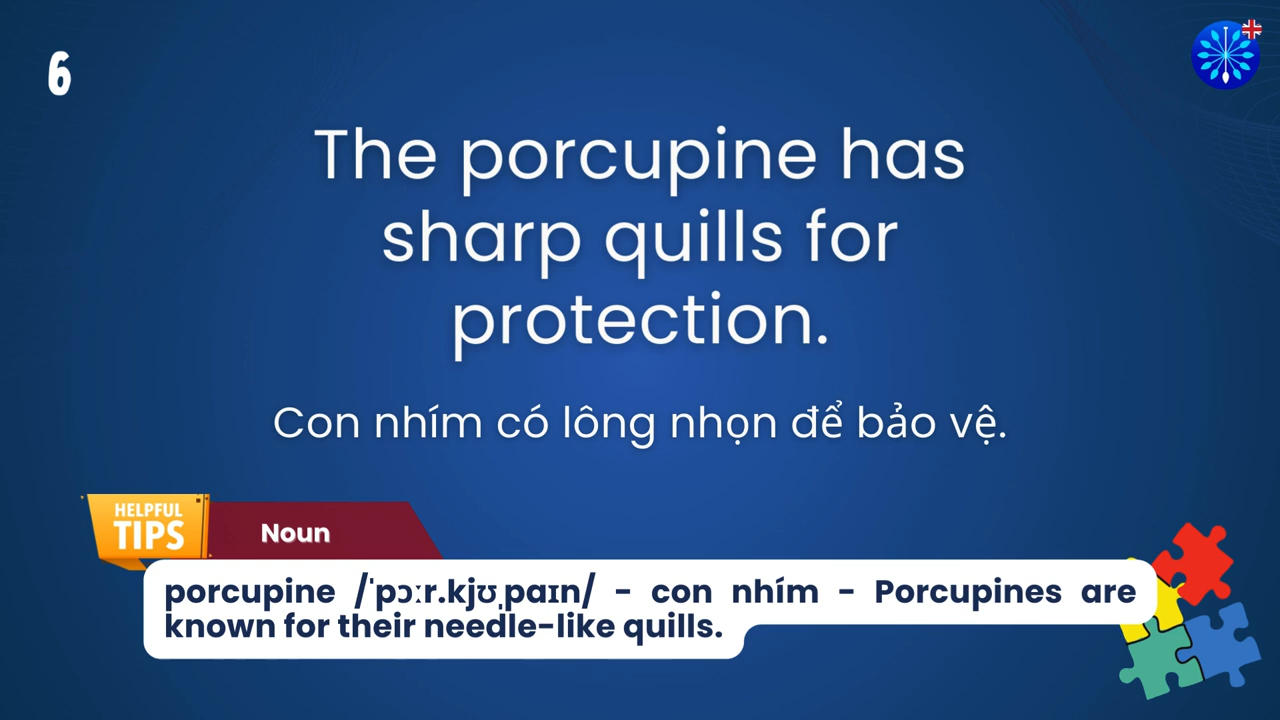 6
The porcupine has
sharp quills for
protection.
Con nhím có lông nhọn để bảo vệ.
HELPFUL
TIPS
Noun
porcupine /ˈpɔːr.kjʊˌpaɪn/ - con nhím - Porcupines are
known for their needle-like quills.